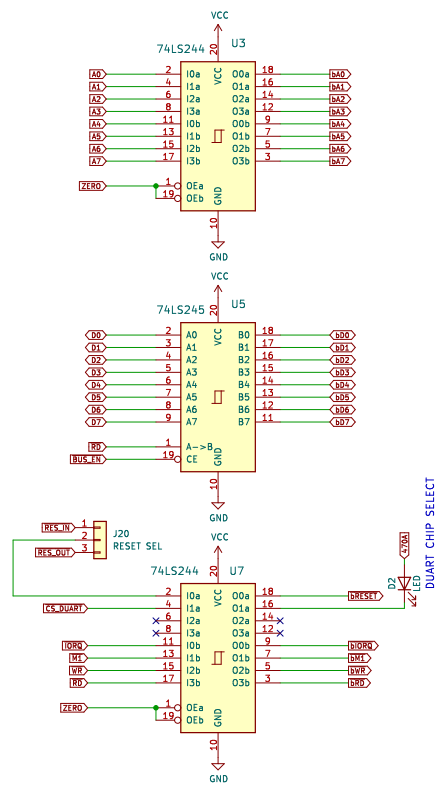 VCC
74LS244 U3
20
VCC
A0 2 I0a O0a 18 bA0
A1 4 I1a O1a 16 bA1
A2 6 I2a O2a 14 bA2
A3 8 I3a O3a 12 bA3
A4 11 I0b O0b 9 bA4
A5 13 I1b O1b 7 bA5
A6 15 I2b O2b 5 bA6
A7 17 I3b O3b 3 bA7
ZERO 1 OEa
19 OEb
GND
10
GND
VCC
74LS245 U5
20
VCC
D0 2 A0 B0 18 bD0
D1 3 A1 B1 17 bD1
D2 4 A2 B2 16 bD2
D3 5 A3 B3 15 bD3
D4 6 A4 B4 14 bD4
D5 7 A5 B5 13 bD5
D6 8 A6 B6 12 bD6
D7 9 A7 B7 11 bD7
RD 1 A->B
BUS_EN 19 CE
GND
10
GND
RES_IN 1
2
RES_OUT 3
J20
RESET SEL
VCC
74LS244 U7
20
VCC
2 I0a O0a 18 bRESET
CS_DUART 4 I1a O1a 16
6 I2a O2a 14
8 I3a O3a 12
IORQ 11 I0b O0b 9 bIORQ
M1 13 I1b O1b 7 bM1
WR 15 I2b O2b 5 bWR
RD 17 I3b O3b 3 bRD
ZERO 1 OEa
19 OEb
GND
10
GND
470A
D2
LED
DUART CHIP SELECT